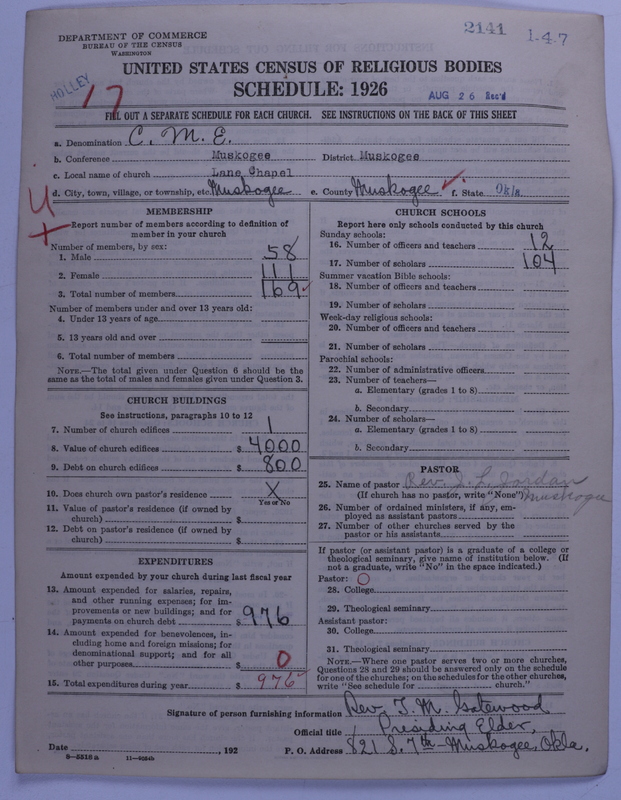 2141
1-4-7
DEPARTMENT OF COMMERCE
BUREAU OF THE CENSUS
WASHINGTON
HOLLEY
17
UNITED STATES CENSUS OF RELIGIOUS BODIES
SCHEDULE: 1926
AUG 26 Rec'd
FILL OUT A SEPARATE SCHEDULE FOR EACH CHURCH. SEE INSTRUCTIONS ON THE BACK OF THIS SHEET
a. Denomination C. M. E.
b. Conference Muskogee District Muskogee
c. Local name of church Lane Chapel
d. City, town, village, or township, etc. Muskogee e. County Muskogee f. State Okla.
MEMBERSHIP
Report number of members according to definition of
member in your church
Number of members, by sex:
1. Male 58
2. Female 111
3. Total number of members 169
Number of members under and over 13 years old:
4. Under 13 years of age
5. 13 years old and over
6. Total number of members
NOTE.—The total given under Question 6 should be
same as the total of males and females given under Question 3.
CHURCH BUILDINGS
See instructions, paragraphs 10 to 12
7. Number of church edifices 1
8. Value of church edifices $ 4000
9. Debt on church edifices $ 800
10. Does church own pastor's residence X
Yes or No
11. Value of pastor's residence (if owned by
church) $
12. Debt on pastor's residence (if owned by
church) $
EXPENDITURES
Amount expended by your church during last fiscal year
13. Amount expended for salaries, repairs,
and other running expenses; for im-
provements or new buildings; and for
payments on church debt $ 976
14. Amount expended for benevolences, in-
cluding home and foreign missions; for
denominational support; and for all
other purposes $ 0
15. Total expenditures during year $ 976
CHURCH SCHOOLS
Report here only schools conducted by this church
Sunday schools:
16. Number of officers and teachers 12
17. Number of scholars 104
Summer vacation Bible schools:
18. Number of officers and teachers
19. Number of scholars
Week-day religious schools:
20. Number of officers and teachers
21. Number of scholars
Parochial schools:
22. Number of administrative officers
23. Number of teachers—
a. Elementary (grades 1 to 8)
b. Secondary
24. Number of scholars—
a. Elementary (grades 1 to 8)
b. Secondary
PASTOR
25. Name of pastor Rev. I. L. Jordan
(If church has no pastor, write "None") Muskogee
26. Number of ordained ministers, if any, em-
ployed as assistant pastors
27. Number of other churches served by the
pastor or his assistants
If pastor (or assistant pastor) is a graduate of a college or
theological seminary, give name of institution below. (If
not a graduate, write "No" in the space indicated.)
Pastor:
28. College
29. Theological seminary
Assistant pastor:
30. College
31. Theological seminary
NOTE.—Where one pastor serves two or more churches,
Questions 28 and 29 should be answered only on the schedule
for one of the churches; on the schedules for the other churches,
write "See schedule for ______ church."
Signature of person furnishing information Rev. T. M. Gatewood
Official title Presiding Elder,
Date ______, 192 P. O. Address 821 S. 7th-Muskogee, Okla.
8-5518 a